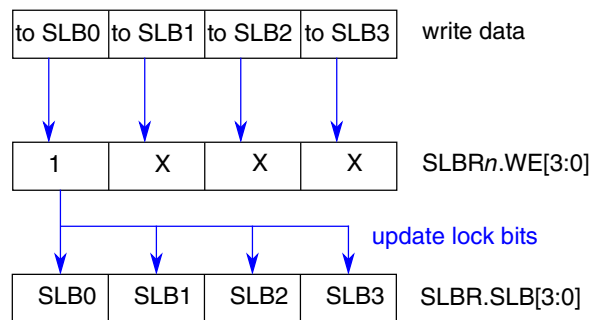 to SLB0 to SLB1 to SLB2 to SLB3 write data
1 X X X SLBRn.WE[3:0]
update lock bits
SLB0 SLB1 SLB2 SLB3 SLBR.SLB[3:0]